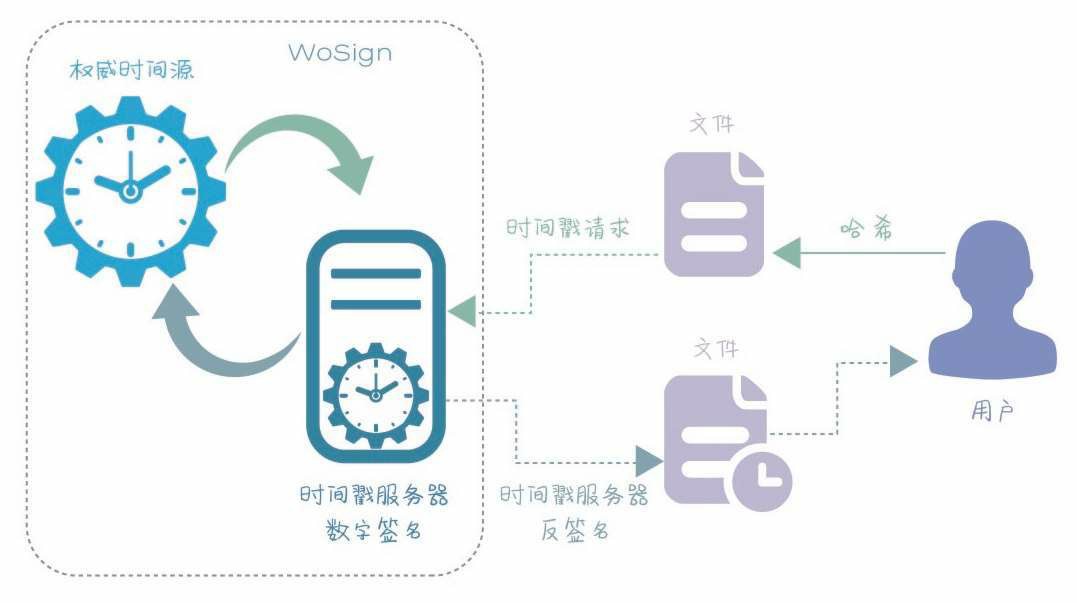 WoSign
权威时间源
文件
时间戳请求
哈希
文件
用户
时间戳服务器
数字签名
时间戳服务器
反签名